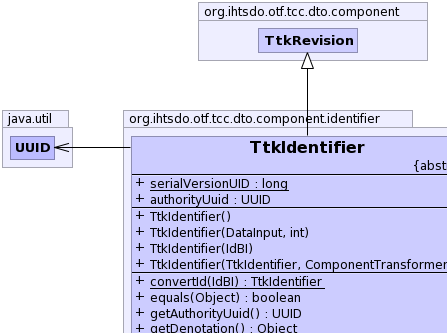 org.ihtsdo.otf.tcc.dto.component
TtkRevision
java.util
org.ihtsdo.otf.tcc.dto.component.identifier
UUID
TtkIdentifier
{abst
+ serialVersionUID : long
+ authorityUuid : UUID
+ TtkIdentifier()
+ TtkIdentifier(DataInput, int)
+ TtkIdentifier(IdBI)
+ TtkIdentifier(TtkIdentifier, ComponentTransformer
+ convertId(IdBI) : TtkIdentifier
+ equals(Object) : boolean
+ getAuthorityUuid() : UUID
+ getDenotation() : Object